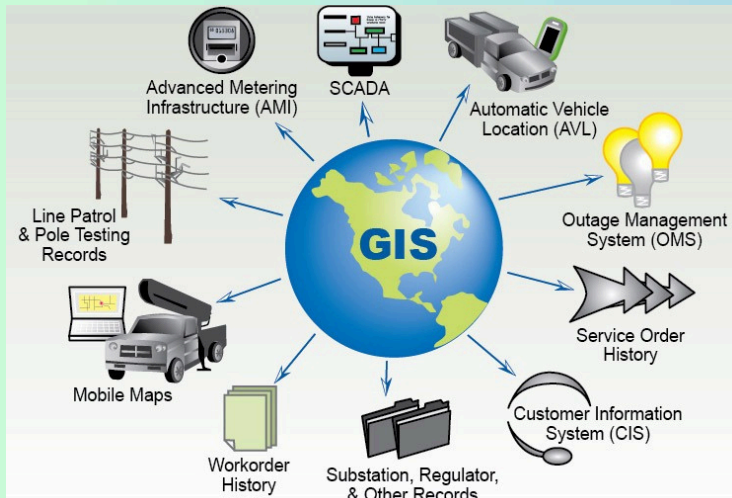 Advanced Metering
Infrastructure (AMI)
SCADA
Automatic Vehicle
Location (AVL)
Line Patrol
& Pole Testing
Records
GIS
Outage Management
System (OMS)
Mobile Maps
Service Order
History
Workorder
History
Substation, Regulator,
& Other Records
Customer Information
System (CIS)